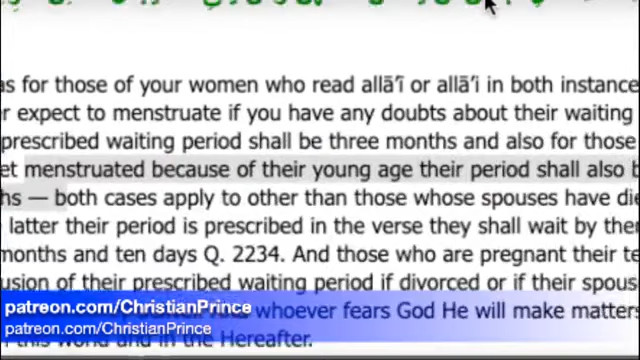 as for those of your women who read allā'ī or allā'i in both instance
r expect to menstruate if you have any doubts about their waiting
prescribed waiting period shall be three months and also for those
et menstruated because of their young age their period shall also b
hs — both cases apply to other than those whose spouses have die
latter their period is prescribed in the verse they shall wait by the
months and ten days Q. 2234. And those who are pregnant their te
usion of their prescribed waiting period if divorced or if their spous
patreon.com/ChristianPrince whoever fears God He will make matters
patreon.com/ChristianPrince
this world and in the Hereafter.